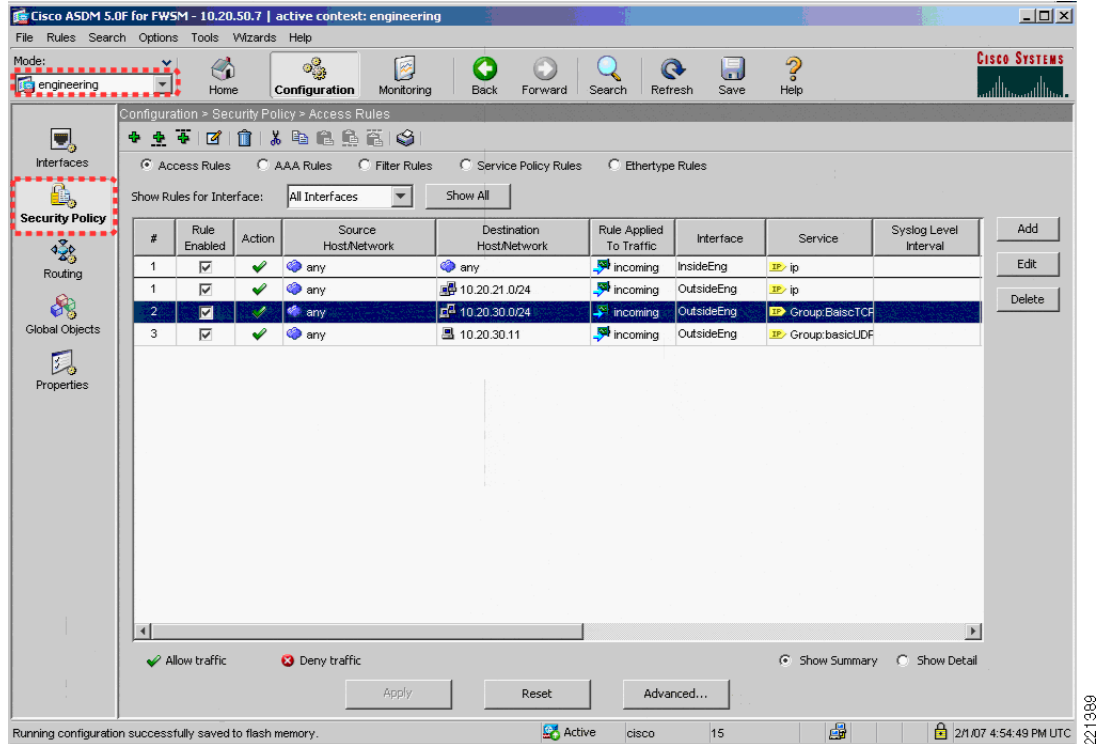 Cisco ASDM 5.0F for FWSM - 10.20.50.7 | active context: engineering
File Rules Search Options Tools Wizards Help
Mode:
engineering
Home
Configuration
Monitoring
Back
Forward
Search
Refresh
Save
Help
CISCO SYSTEMS
Configuration > Security Policy > Access Rules
Interfaces
Security Policy
Routing
Global Objects
Properties
Access Rules AAA Rules Filter Rules Service Policy Rules Ethertype Rules
Show Rules for Interface: All Interfaces Show All
# Rule Enabled Action Source Host/Network Destination Host/Network Rule Applied To Traffic Interface Service Syslog Level Interval
1 any any incoming InsideEng IP ip
1 any 10.20.21.0/24 incoming OutsideEng IP ip
2 any 10.20.30.0/24 incoming OutsideEng IP Group:BaiscTCP
3 any 10.20.30.11 incoming OutsideEng IP Group:basicUDP
Add
Edit
Delete
Allow traffic Deny traffic Show Summary Show Detail
Apply Reset Advanced...
Running configuration successfully saved to flash memory. Active cisco 15 2/1/07 4:54:49 PM UTC
221389